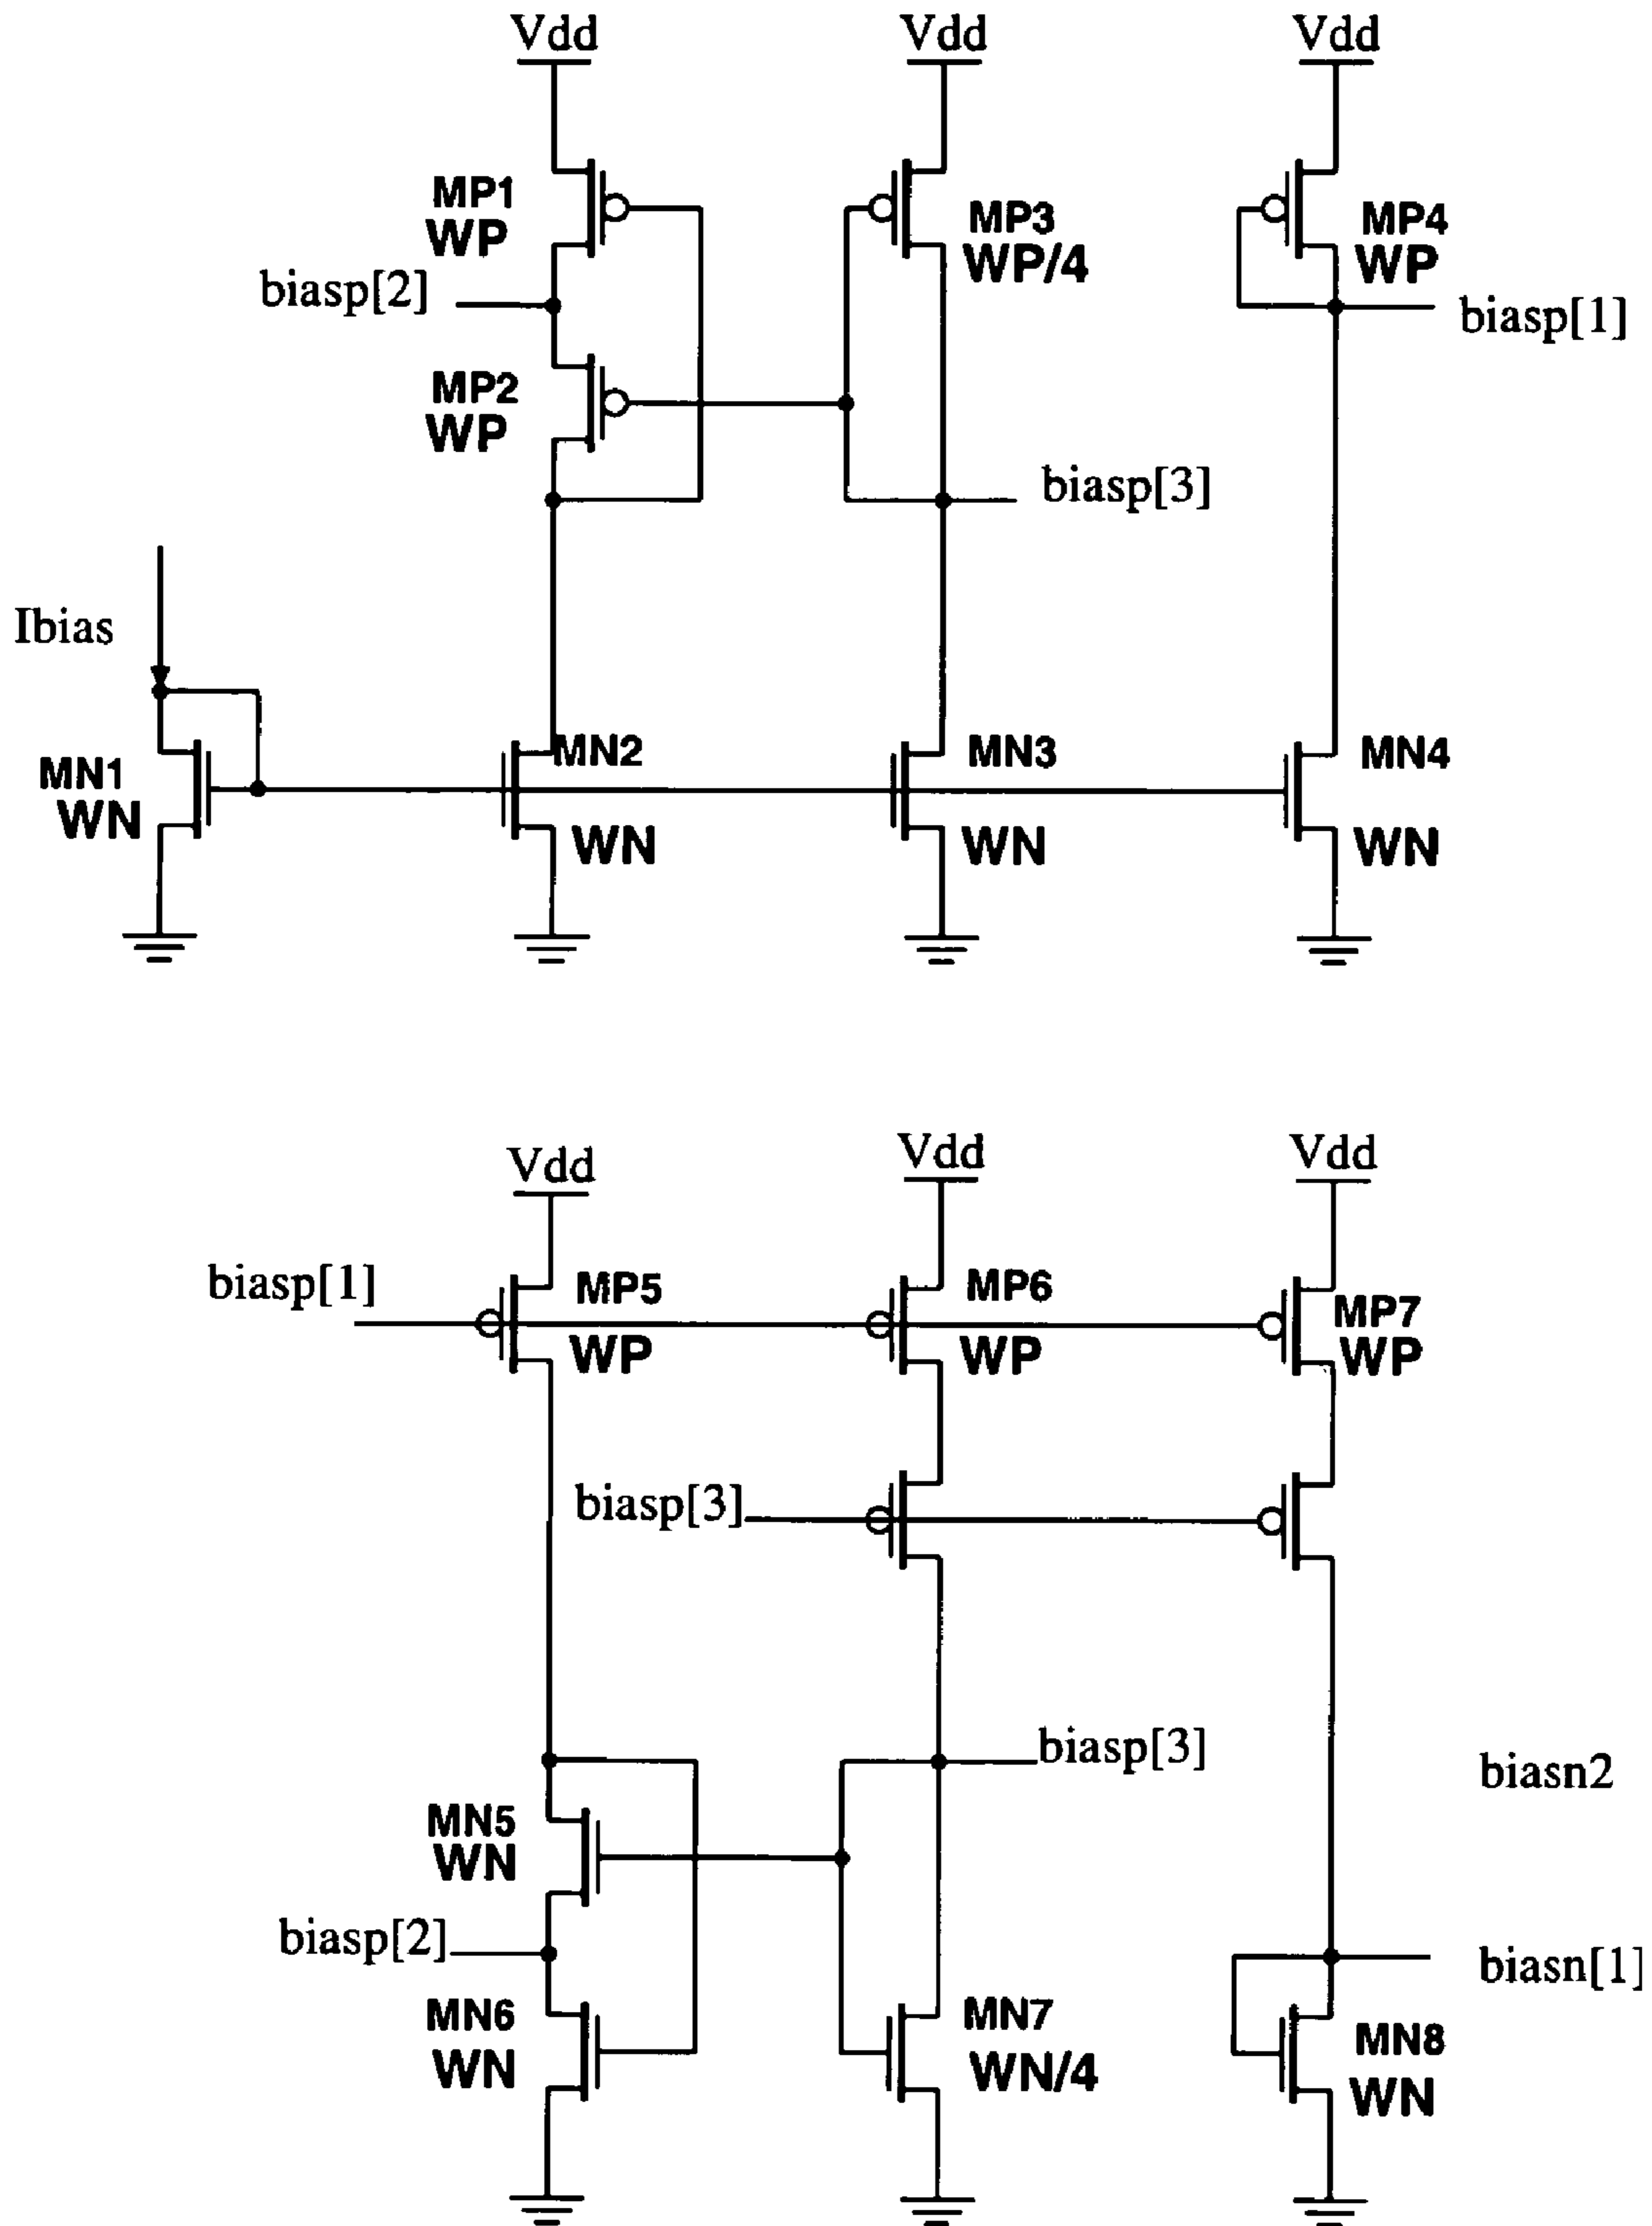 Vdd Vdd Vdd
MP1
WP
MP3
WP/4
MP4
WP
biasp[2]
biasp[1]
MP2
WP
biasp[3]
Ibias
MN1
WN
MN2
WN
MN3
WN
MN4
WN
Vdd Vdd Vdd
biasp[1]
MP5
WP
MP6
WP
MP7
WP
biasp[3]
biasp[3]
biasn2
MN5
WN
biasp[2]
biasn[1]
MN6
WN
MN7
WN/4
MN8
WN